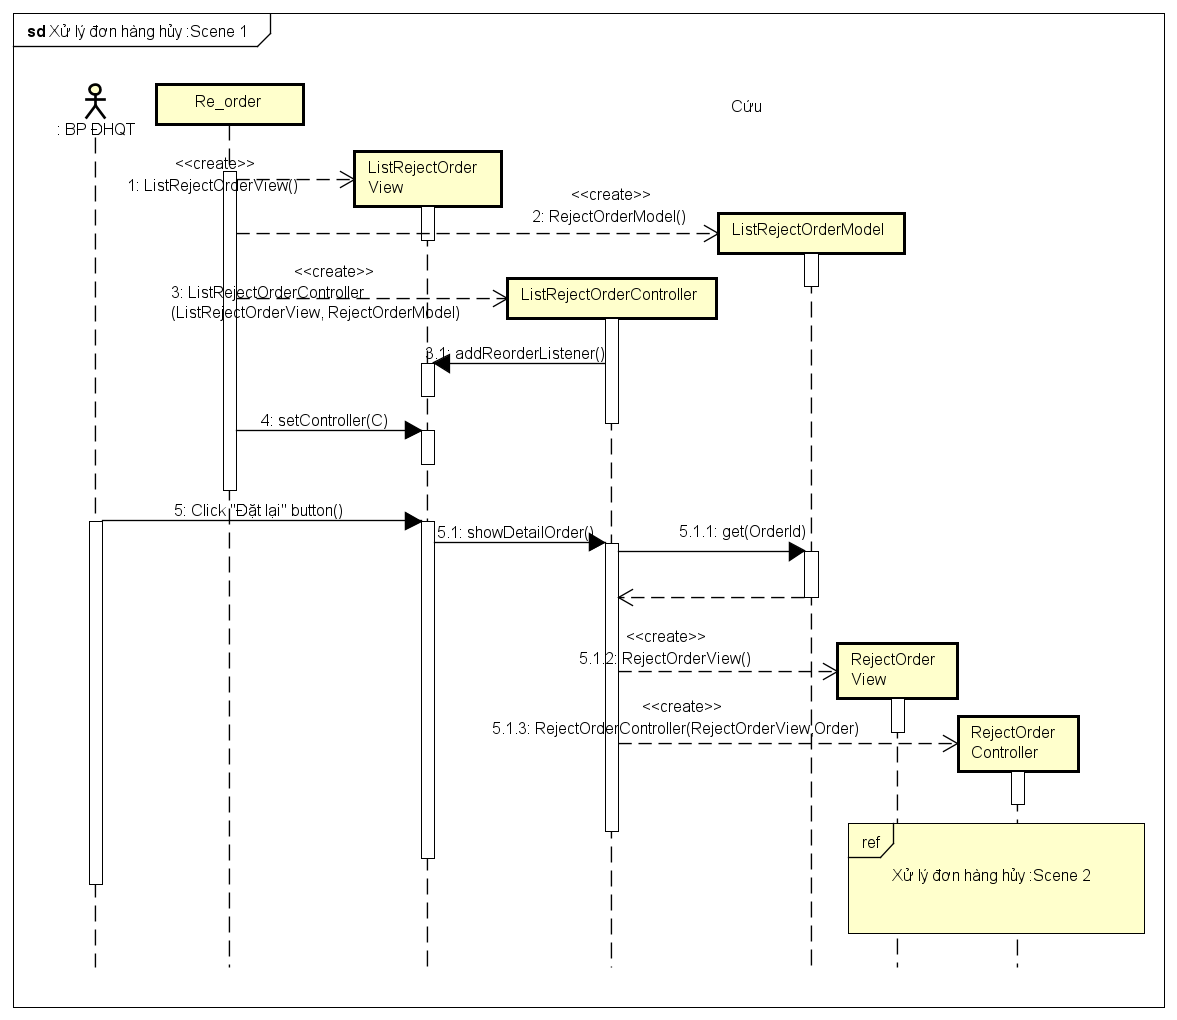 sd Xử lý đơn hàng hủy :Scene 1
: BP ĐHQT
Re_order
Cứu
<<create>>
1: ListRejectOrderView()
ListRejectOrder
View
<<create>>
2: RejectOrderModel()
ListRejectOrderModel
<<create>>
3: ListRejectOrderController
(ListRejectOrderView, RejectOrderModel)
ListRejectOrderController
3.1: addReorderListener()
4: setController(C)
5: Click "Đặt lại" button()
5.1: showDetailOrder()
5.1.1: get(OrderId)
<<create>>
5.1.2: RejectOrderView()
RejectOrder
View
<<create>>
5.1.3: RejectOrderController(RejectOrderView,Order)
RejectOrder
Controller
ref
Xử lý đơn hàng hủy :Scene 2